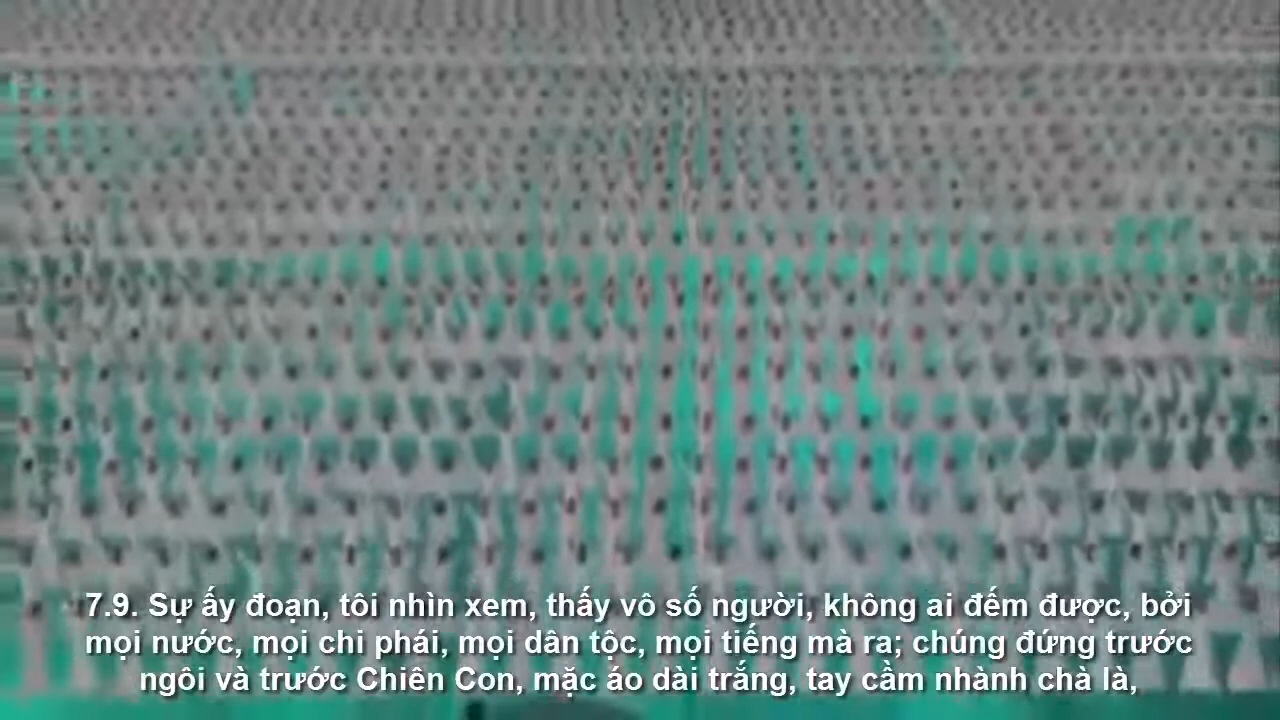 7.9. Sự ấy đoạn, tôi nhìn xem, thấy vô số người, không ai đếm được, bởi
mọi nước, mọi chi phái, mọi dân tộc, mọi tiếng mà ra; chúng đứng trước
ngôi và trước Chiên Con, mặc áo dài trắng, tay cầm nhành chà là,